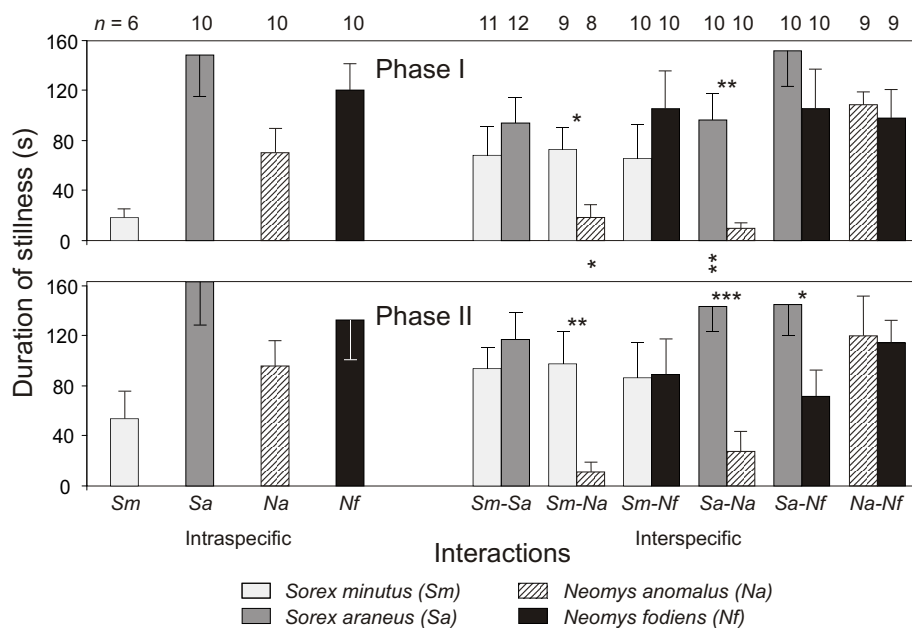 n = 6 10 10 10 11 12 9 8 10 10 10 10 10 10 9 9
160
120
80
40
0
Phase I
* **
* **
160
120
80
40
0
Phase II
** *** *
Duration of stillness (s)
Sm Sa Na Nf Sm-Sa Sm-Na Sm-Nf Sa-Na Sa-Nf Na-Nf
Intraspecific Interspecific
Interactions
Sorex minutus (Sm) Neomys anomalus (Na)
Sorex araneus (Sa) Neomys fodiens (Nf)